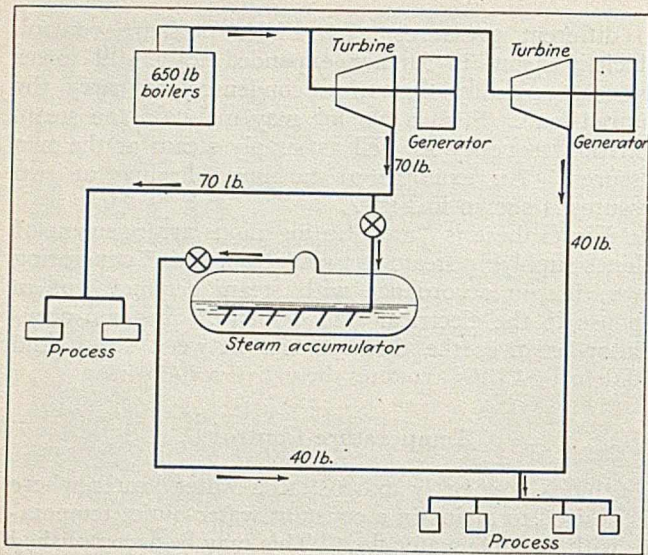 Turbine
Turbine
650 lb
boilers
Generator
Generator
70 lb.
70 lb.
40 lb.
Steam accumulator
Process
40 lb.
Process